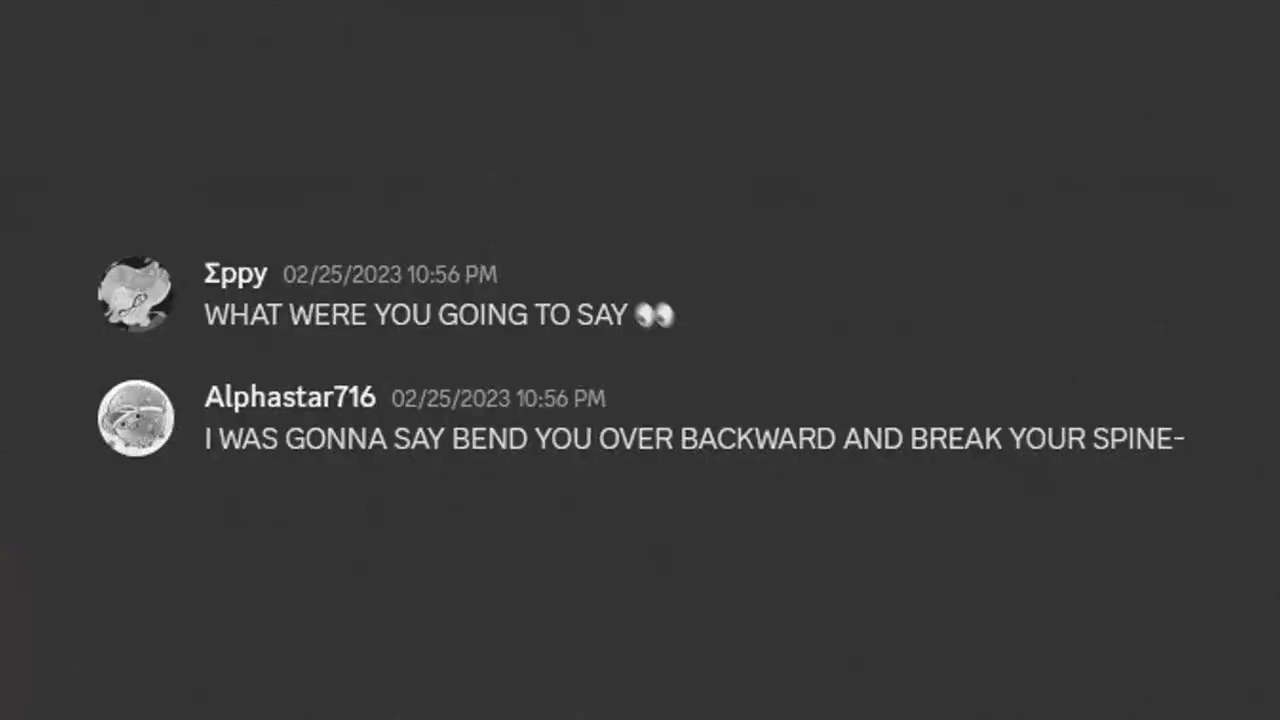 Σppy 02/25/2023 10:56 PM
WHAT WERE YOU GOING TO SAY 👀
Alphastar716 02/25/2023 10:56 PM
I WAS GONNA SAY BEND YOU OVER BACKWARD AND BREAK YOUR SPINE-